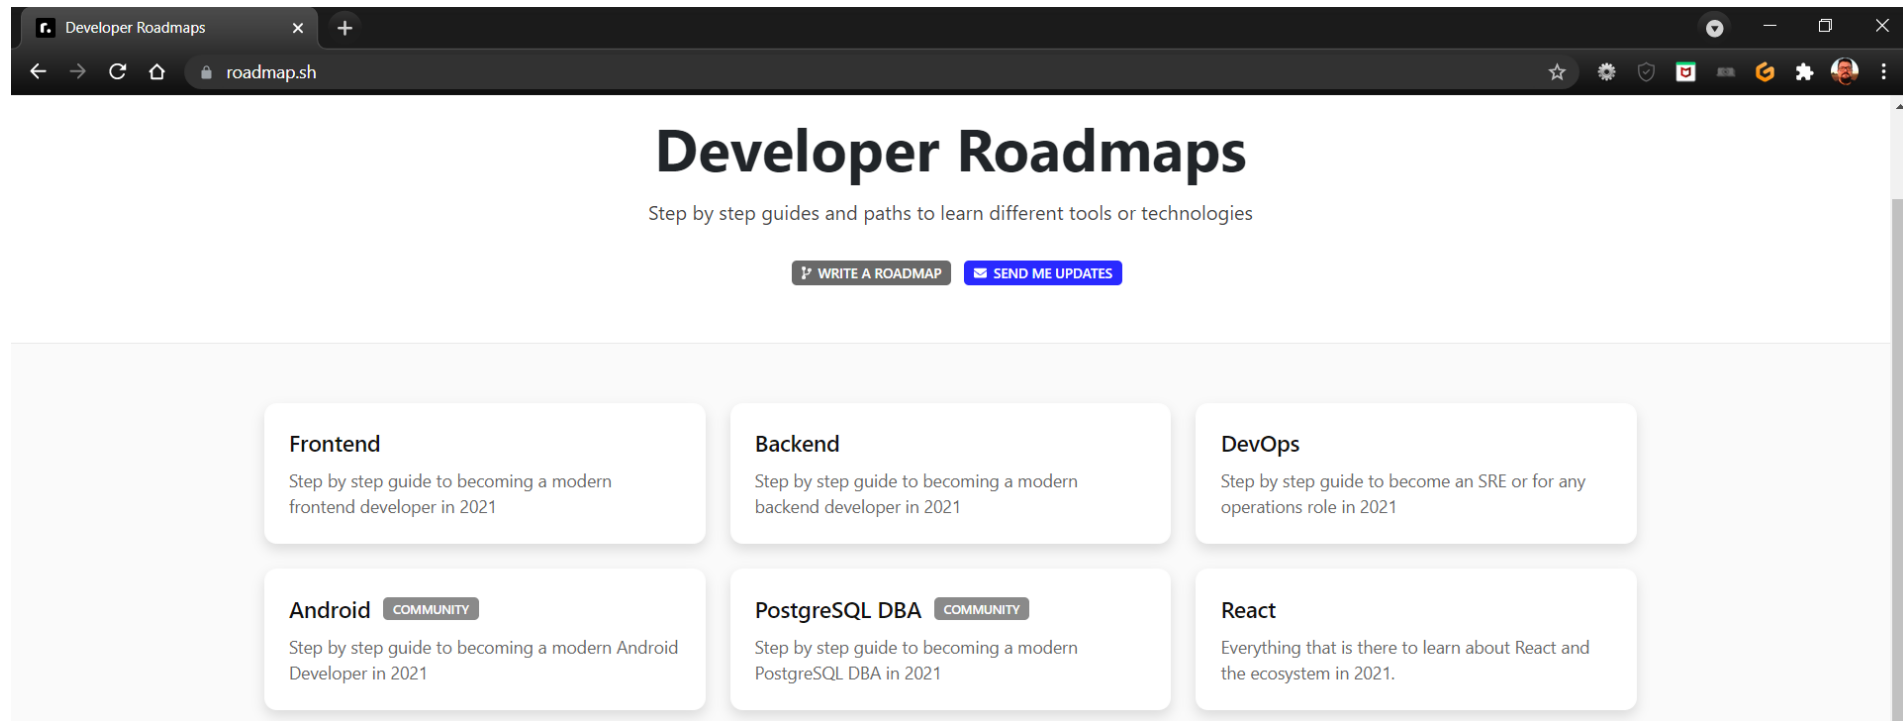 Developer Roadmaps
roadmap.sh
Developer Roadmaps
Step by step guides and paths to learn different tools or technologies
WRITE A ROADMAP
SEND ME UPDATES
Frontend
Step by step guide to becoming a modern
frontend developer in 2021
Backend
Step by step guide to becoming a modern
backend developer in 2021
DevOps
Step by step guide to become an SRE or for any
operations role in 2021
Android COMMUNITY
Step by step guide to becoming a modern Android
Developer in 2021
PostgreSQL DBA COMMUNITY
Step by step guide to becoming a modern
PostgreSQL DBA in 2021
React
Everything that is there to learn about React and
the ecosystem in 2021.